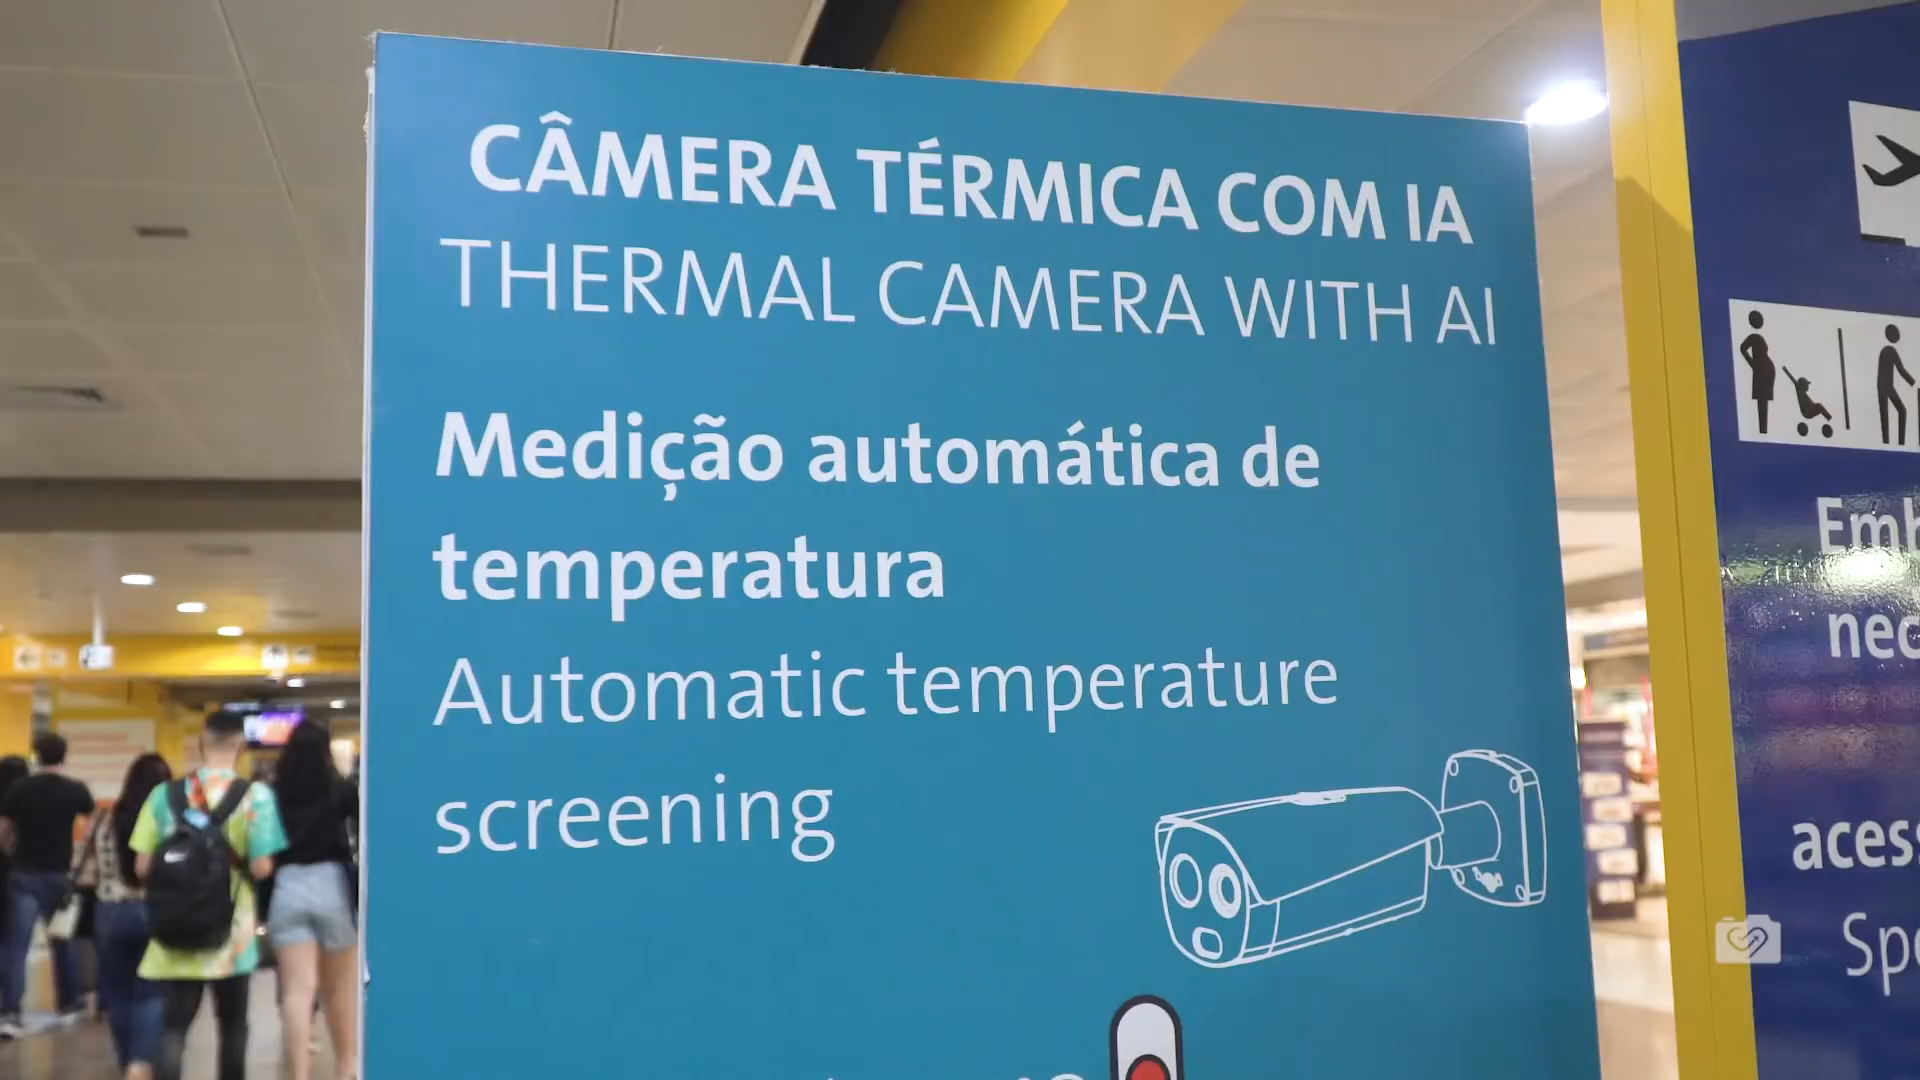 CÂMERA TÉRMICA COM IA
THERMAL CAMERA WITH AI
Medição automática de
temperatura
Automatic temperature
screening